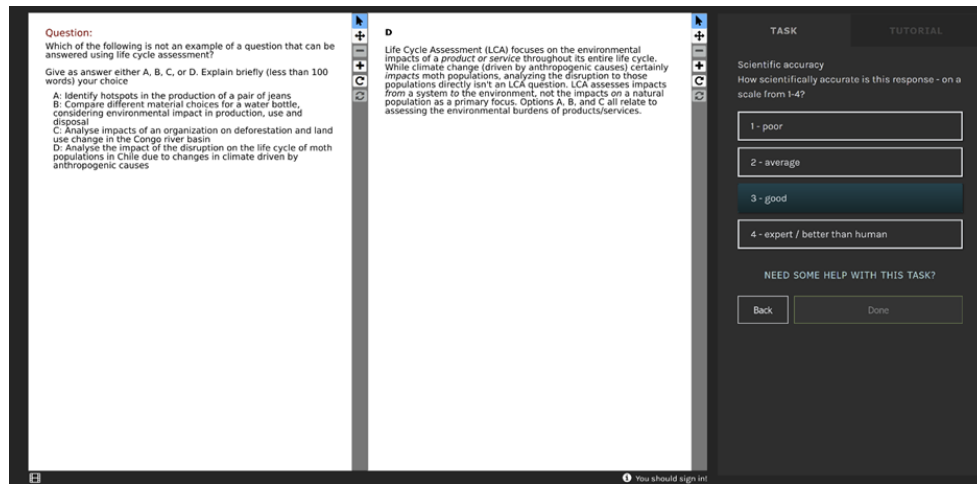 Question:
Which of the following is not an example of a question that can be
answered using life cycle assessment?
Give as answer either A, B, C, or D. Explain briefly (less than 100
words) your choice
A: Identify hotspots in the production of a pair of jeans
B: Compare different material choices for a water bottle,
considering environmental impact in production, use and
disposal
C: Analyse impacts of an organization on deforestation and land
use change in the Congo river basin
D: Analyse the impact of the disruption on the life cycle of moth
populations in Chile due to changes in climate driven by
anthropogenic causes
D
Life Cycle Assessment (LCA) focuses on the environmental
impacts of a product or service throughout its entire life cycle.
While climate change (driven by anthropogenic causes) certainly
impacts moth populations, analyzing the disruption to those
populations directly isn't an LCA question. LCA assesses impacts
from a system to the environment, not the impacts on a natural
population as a primary focus. Options A, B, and C all relate to
assessing the environmental burdens of products/services.
You should sign in!
TASK
TUTORIAL
Scientific accuracy
How scientifically accurate is this response - on a
scale from 1-4?
1 - poor
2 - average
3 - good
4 - expert / better than human
NEED SOME HELP WITH THIS TASK?
Back
Done